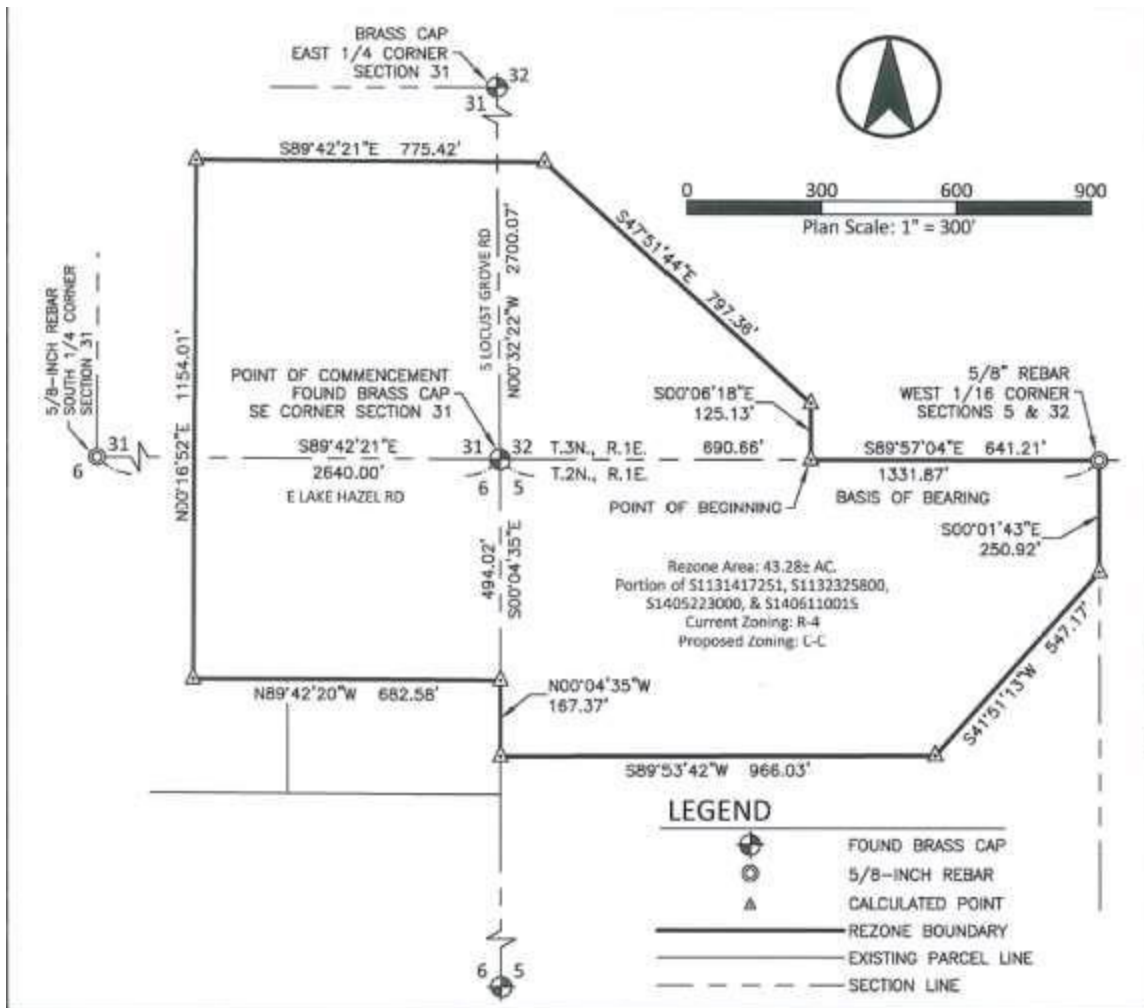 BRASS CAP
EAST 1/4 CORNER
SECTION 31
32
31
S89°42'21"E 775.42'
0 300 600 900
Plan Scale: 1" = 300'
S47°51'44"E 797.38'
S LOCUST GROVE RD
N00°32'22"W 2700.07'
5/8-INCH REBAR
SOUTH 1/4 CORNER
SECTION 31
N00°16'52"E 1154.01'
POINT OF COMMENCEMENT
FOUND BRASS CAP
SE CORNER SECTION 31
S00°06'18"E
125.13'
5/8" REBAR
WEST 1/16 CORNER
SECTIONS 5 & 32
31
6
S89°42'21"E
2640.00'
E LAKE HAZEL RD
31 32
6 5
T.3N., R.1E.
T.2N., R.1E.
690.66'
S89°57'04"E 641.21'
1331.87'
POINT OF BEGINNING
BASIS OF BEARING
S00°01'43"E
250.92'
494.02'
S00°04'35"E
Rezone Area: 43.28± AC.
Portion of S1131417251, S1132325800,
S1405223000, & S1406110015
Current Zoning: R-4
Proposed Zoning: C-C
S41°51'13"W 547.17'
N89°42'20"W 682.58'
N00°04'35"W
167.37'
S89°53'42"W 966.03'
LEGEND
FOUND BRASS CAP
5/8-INCH REBAR
CALCULATED POINT
REZONE BOUNDARY
EXISTING PARCEL LINE
SECTION LINE
6 5